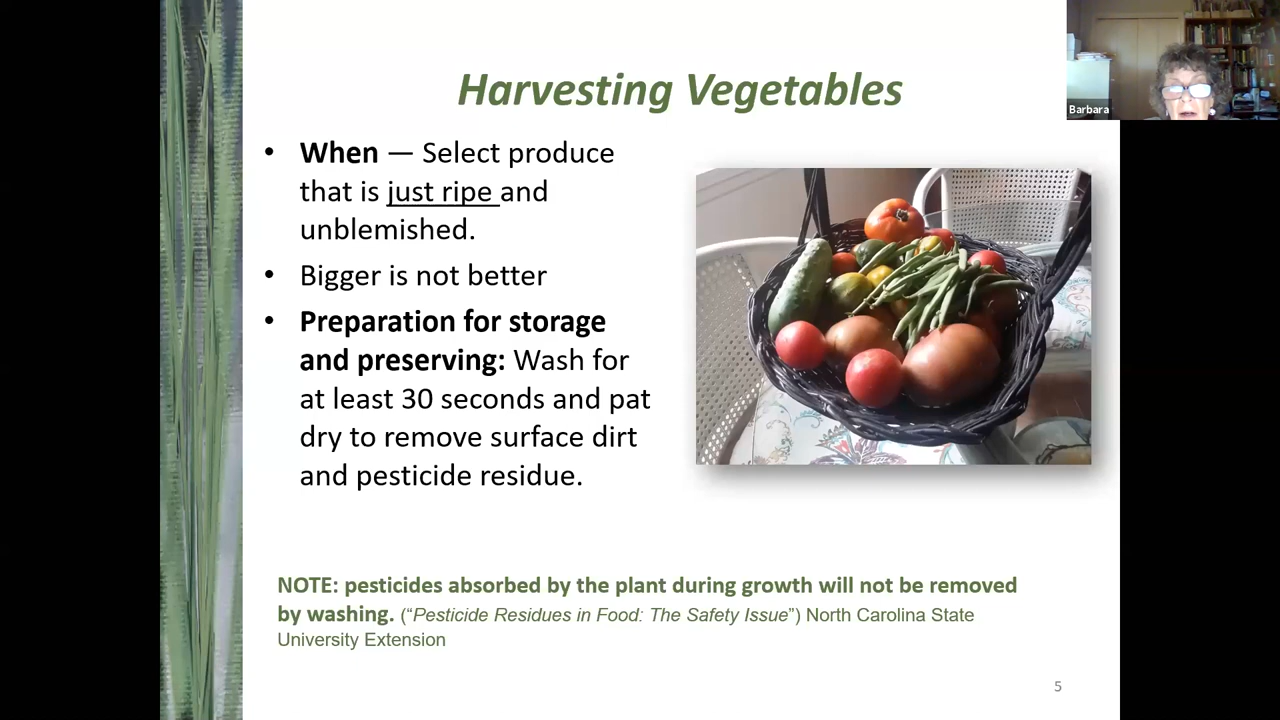 Harvesting Vegetables
Barbara
• When — Select produce
that is just ripe and
unblemished.
• Bigger is not better
• Preparation for storage
and preserving: Wash for
at least 30 seconds and pat
dry to remove surface dirt
and pesticide residue.
NOTE: pesticides absorbed by the plant during growth will not be removed
by washing. (“Pesticide Residues in Food: The Safety Issue”) North Carolina State
University Extension
5